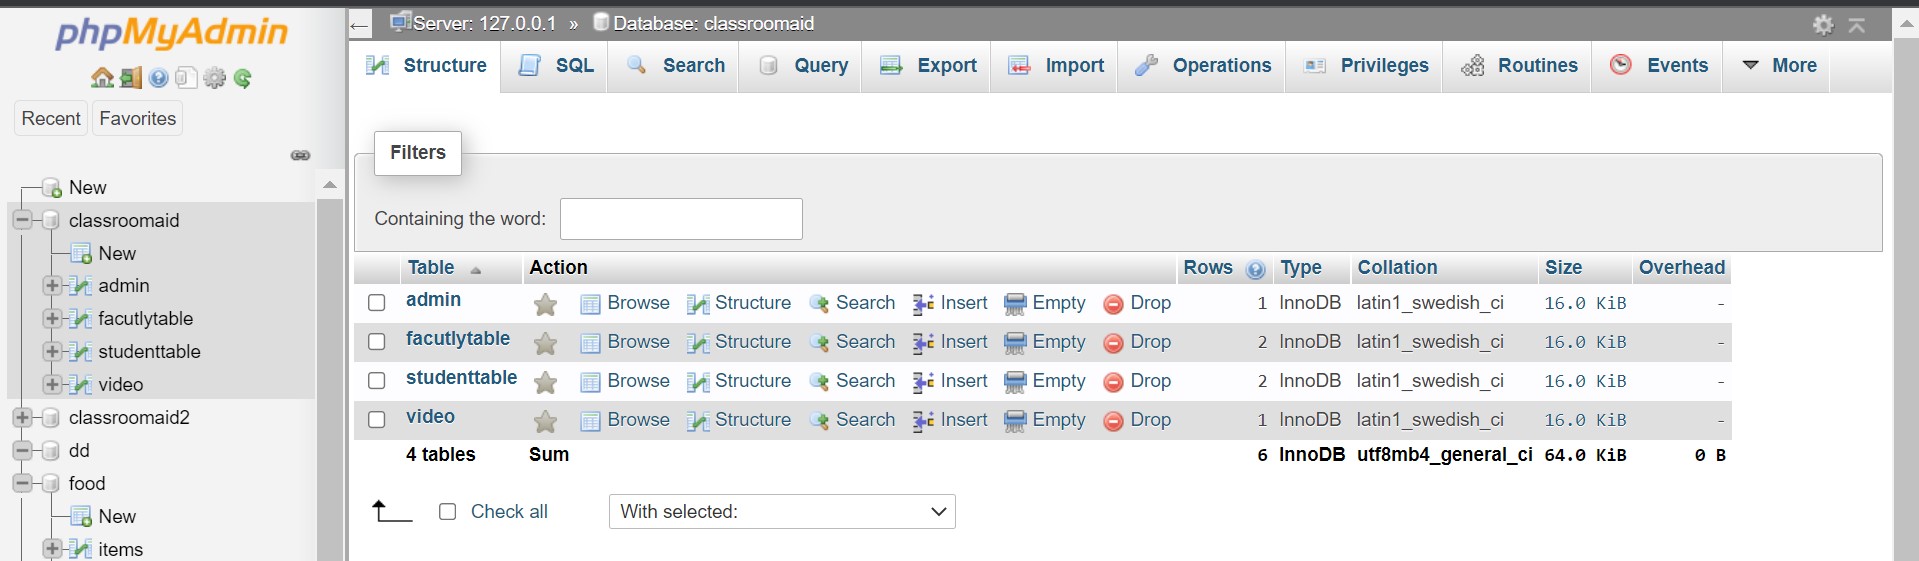 phpMyAdmin
Recent Favorites
New
classroomaid
New
admin
facutlytable
studenttable
video
classroomaid2
dd
food
New
items
Server: 127.0.0.1 » Database: classroomaid
Structure SQL Search Query Export Import Operations Privileges Routines Events More
Filters
Containing the word:
Table Action Rows Type Collation Size Overhead
admin Browse Structure Search Insert Empty Drop 1 InnoDB latin1_swedish_ci 16.0 KiB -
facutlytable Browse Structure Search Insert Empty Drop 2 InnoDB latin1_swedish_ci 16.0 KiB -
studenttable Browse Structure Search Insert Empty Drop 2 InnoDB latin1_swedish_ci 16.0 KiB -
video Browse Structure Search Insert Empty Drop 1 InnoDB latin1_swedish_ci 16.0 KiB -
4 tables Sum 6 InnoDB utf8mb4_general_ci 64.0 KiB 0 B
Check all With selected: